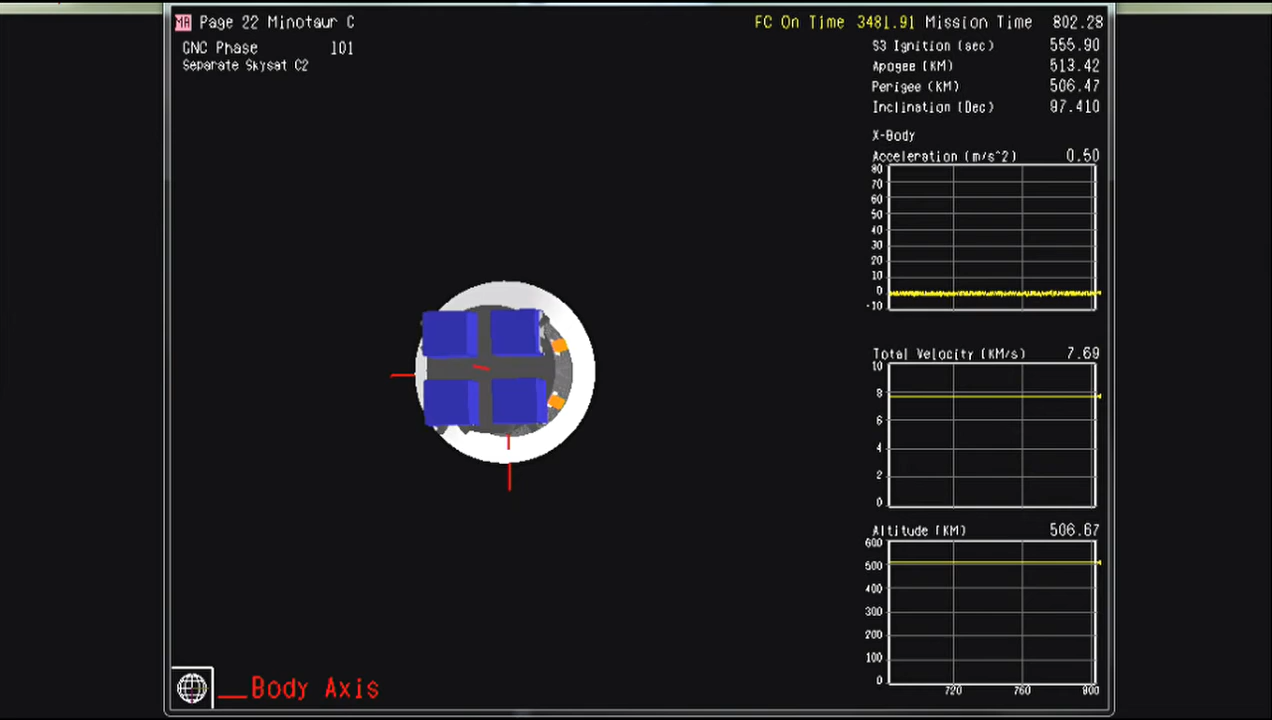 MA Page 22 Minotaur C
FC On Time 3481.91 Mission Time 802.28
GNC Phase 101
Separate Skysat C2
S3 Ignition (sec) 555.90
Apogee (KM) 513.42
Perigee (KM) 506.47
Inclination (Dec) 97.410
X-Body
Acceleration (m/s^2) 0.50
80
70
60
50
40
30
20
10
0
-10
Total Velocity (KM/s) 7.69
10
8
6
4
2
0
Altitude (KM) 506.67
600
500
400
300
200
100
0
720 760 800
Body Axis